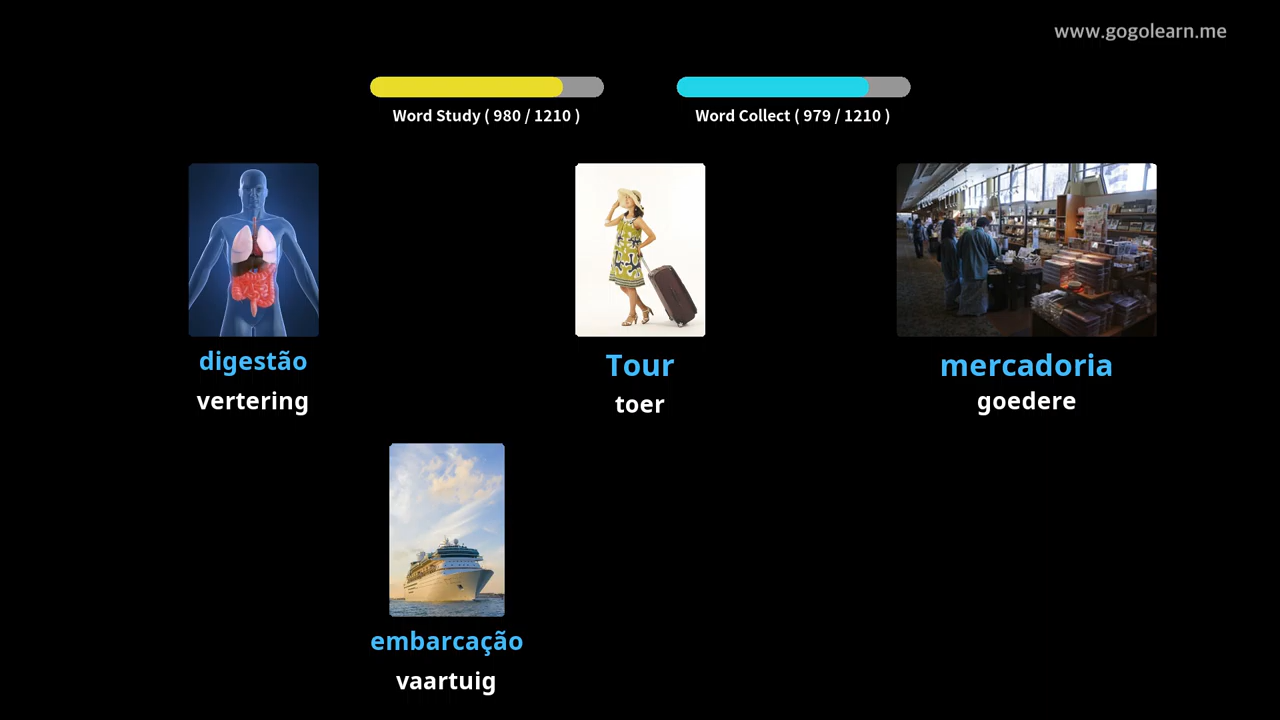 www.gogolearn.me
Word Study ( 980 / 1210 )
Word Collect ( 979 / 1210 )
digestão
vertering
Tour
toer
mercadoria
goedere
embarcação
vaartuig